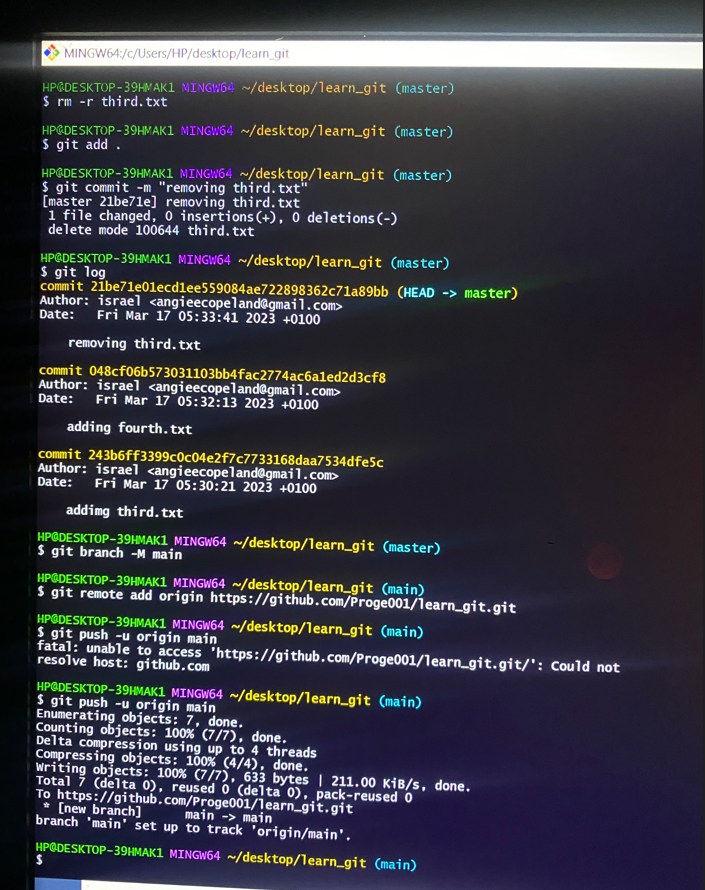 MINGW64:/c/Users/HP/desktop/learn_git
HP@DESKTOP-39HMAK1 MINGW64 ~/desktop/learn_git (master)
$ rm -r third.txt
HP@DESKTOP-39HMAK1 MINGW64 ~/desktop/learn_git (master)
$ git add .
HP@DESKTOP-39HMAK1 MINGW64 ~/desktop/learn_git (master)
$ git commit -m "removing third.txt"
[master 21be71e] removing third.txt
1 file changed, 0 insertions(+), 0 deletions(-)
delete mode 100644 third.txt
HP@DESKTOP-39HMAK1 MINGW64 ~/desktop/learn_git (master)
$ git log
commit 21be71e01ecd1ee559084ae722898362c71a89bb (HEAD -> master)
Author: israel <angieecopeland@gmail.com>
Date:   Fri Mar 17 05:33:41 2023 +0100
removing third.txt
commit 048cf06b573031103bb4fac2774ac6a1ed2d3cf8
Author: israel <angieecopeland@gmail.com>
Date:   Fri Mar 17 05:32:13 2023 +0100
adding fourth.txt
commit 243b6ff3399c0c04e2f7c7733168daa7534dfe5c
Author: israel <angieecopeland@gmail.com>
Date:   Fri Mar 17 05:30:21 2023 +0100
addimg third.txt
HP@DESKTOP-39HMAK1 MINGW64 ~/desktop/learn_git (master)
$ git branch -M main
HP@DESKTOP-39HMAK1 MINGW64 ~/desktop/learn_git (main)
$ git remote add origin https://github.com/Proge001/learn_git.git
HP@DESKTOP-39HMAK1 MINGW64 ~/desktop/learn_git (main)
$ git push -u origin main
fatal: unable to access 'https://github.com/Proge001/learn_git.git/': Could not
resolve host: github.com
HP@DESKTOP-39HMAK1 MINGW64 ~/desktop/learn_git (main)
$ git push -u origin main
Enumerating objects: 7, done.
Counting objects: 100% (7/7), done.
Delta compression using up to 4 threads
Compressing objects: 100% (4/4), done.
Writing objects: 100% (7/7), 633 bytes | 211.00 KiB/s, done.
Total 7 (delta 0), reused 0 (delta 0), pack-reused 0
To https://github.com/Proge001/learn_git.git
* [new branch]      main -> main
branch 'main' set up to track 'origin/main'.
HP@DESKTOP-39HMAK1 MINGW64 ~/desktop/learn_git (main)
$